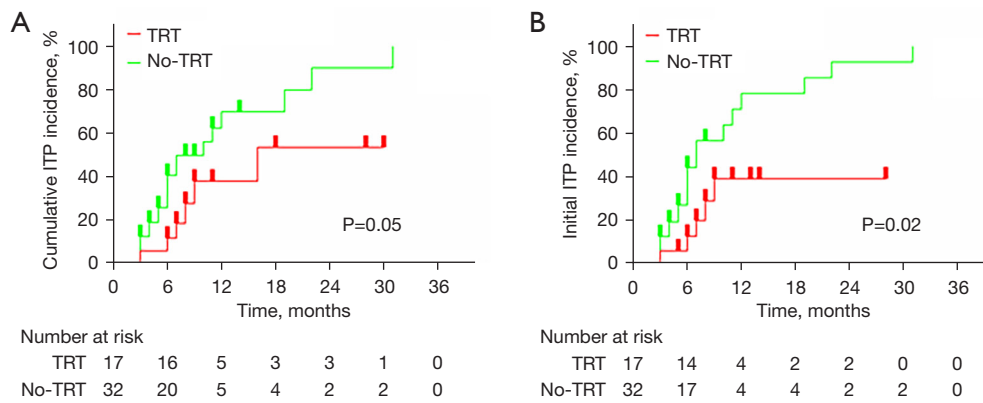 A
TRT
No-TRT
Cumulative ITP incidence, %
100
80
60
40
20
0
P=0.05
0 6 12 18 24 30 36
Time, months
Number at risk
TRT 17 16 5 3 3 1 0
No-TRT 32 20 5 4 2 2 0
B
TRT
No-TRT
Initial ITP incidence, %
100
80
60
40
20
0
P=0.02
0 6 12 18 24 30 36
Time, months
Number at risk
TRT 17 14 4 2 2 0 0
No-TRT 32 17 4 4 2 2 0